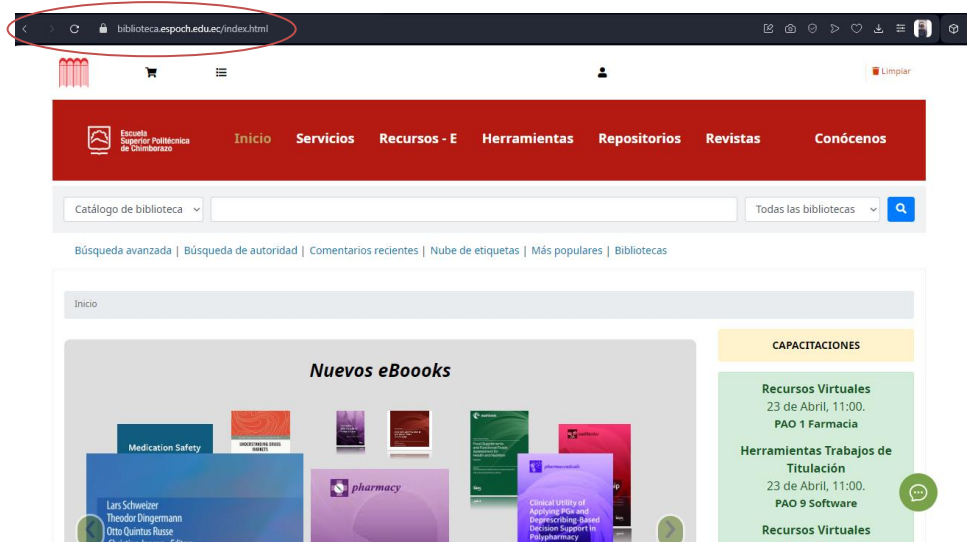 biblioteca.espoch.edu.ec/index.html
Limpiar
Escuela
Superior Politécnica
de Chimborazo
Inicio Servicios Recursos - E Herramientas Repositorios Revistas Conócenos
Catálogo de biblioteca Todas las bibliotecas
Búsqueda avanzada | Búsqueda de autoridad | Comentarios recientes | Nube de etiquetas | Más populares | Bibliotecas
Inicio
CAPACITACIONES
Nuevos eBoooks
Recursos Virtuales
23 de Abril, 11:00.
PAO 1 Farmacia
Herramientas Trabajos de
Titulación
23 de Abril, 11:00.
PAO 9 Software
Recursos Virtuales
Medication Safety
UNDERSTANDING DRUGS
MARKETS
Lars Schweizer
Theodor Dingermann
Otto Quintus Russe
pharmacy
pharmaceuticals
Clinical Utility of
Applying PGx and
Deprescribing-Based
Decision Support in
Polypharmacy